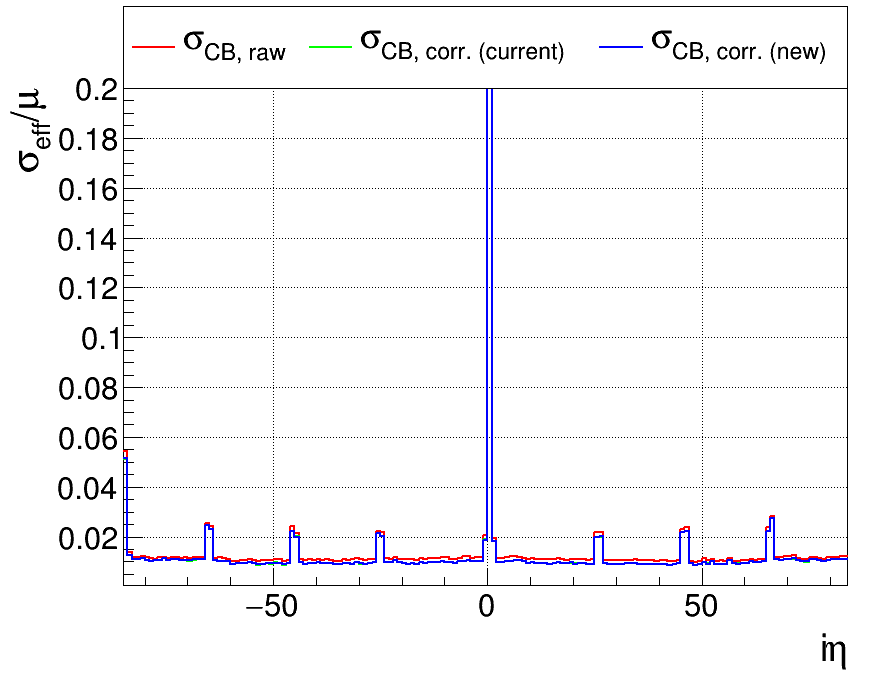 σCB, raw σCB, corr. (current) σCB, corr. (new)
σeff/μ
0.2
0.18
0.16
0.14
0.12
0.1
0.08
0.06
0.04
0.02
−50 0 50
iη